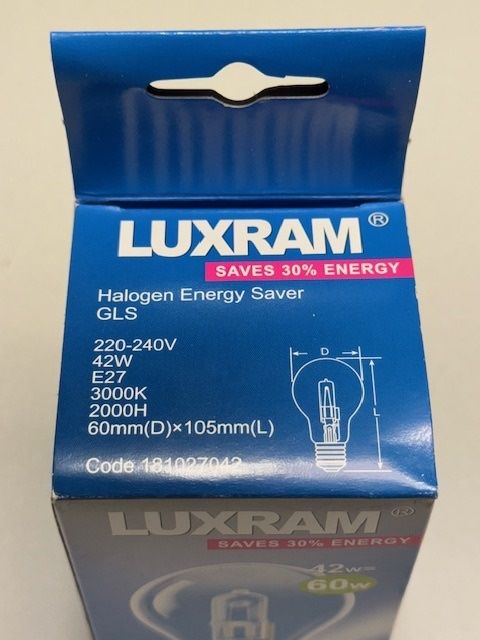 LUXRAM®
SAVES 30% ENERGY
Halogen Energy Saver
GLS
220-240V
42W
E27
3000K
2000H
60mm(D)×105mm(L)
Code 181027042
D
L
LUXRAM®
SAVES 30% ENERGY
42w=
60w